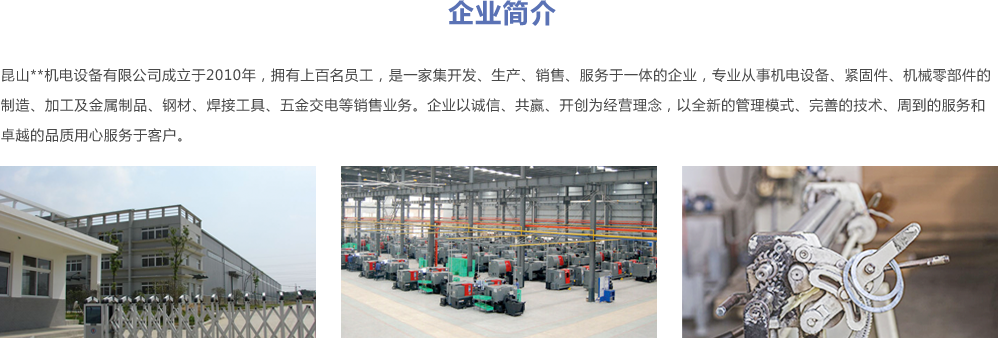 企业简介
昆山**机电设备有限公司成立于2010年，拥有上百名员工，是一家集开发、生产、销售、服务于一体的企业，专业从事机电设备、紧固件、机械零部件的
制造、加工及金属制品、钢材、焊接工具、五金交电等销售业务。企业以诚信、共赢、开创为经营理念，以全新的管理模式、完善的技术、周到的服务和
卓越的品质用心服务于客户。